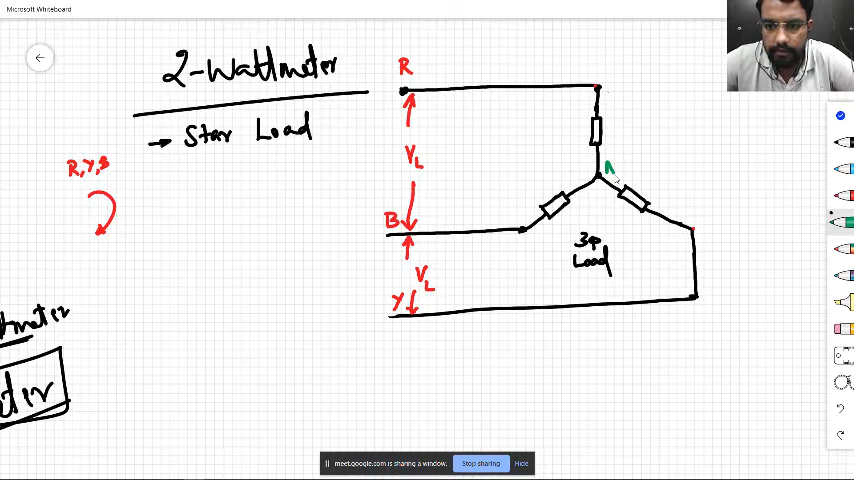 Microsoft Whiteboard
2-Wattmeter
→ Star Load
R, Y, B
R
VL
B
VL
Y
3φ
Load
meet.google.com is sharing a window.
Stop sharing
Hide